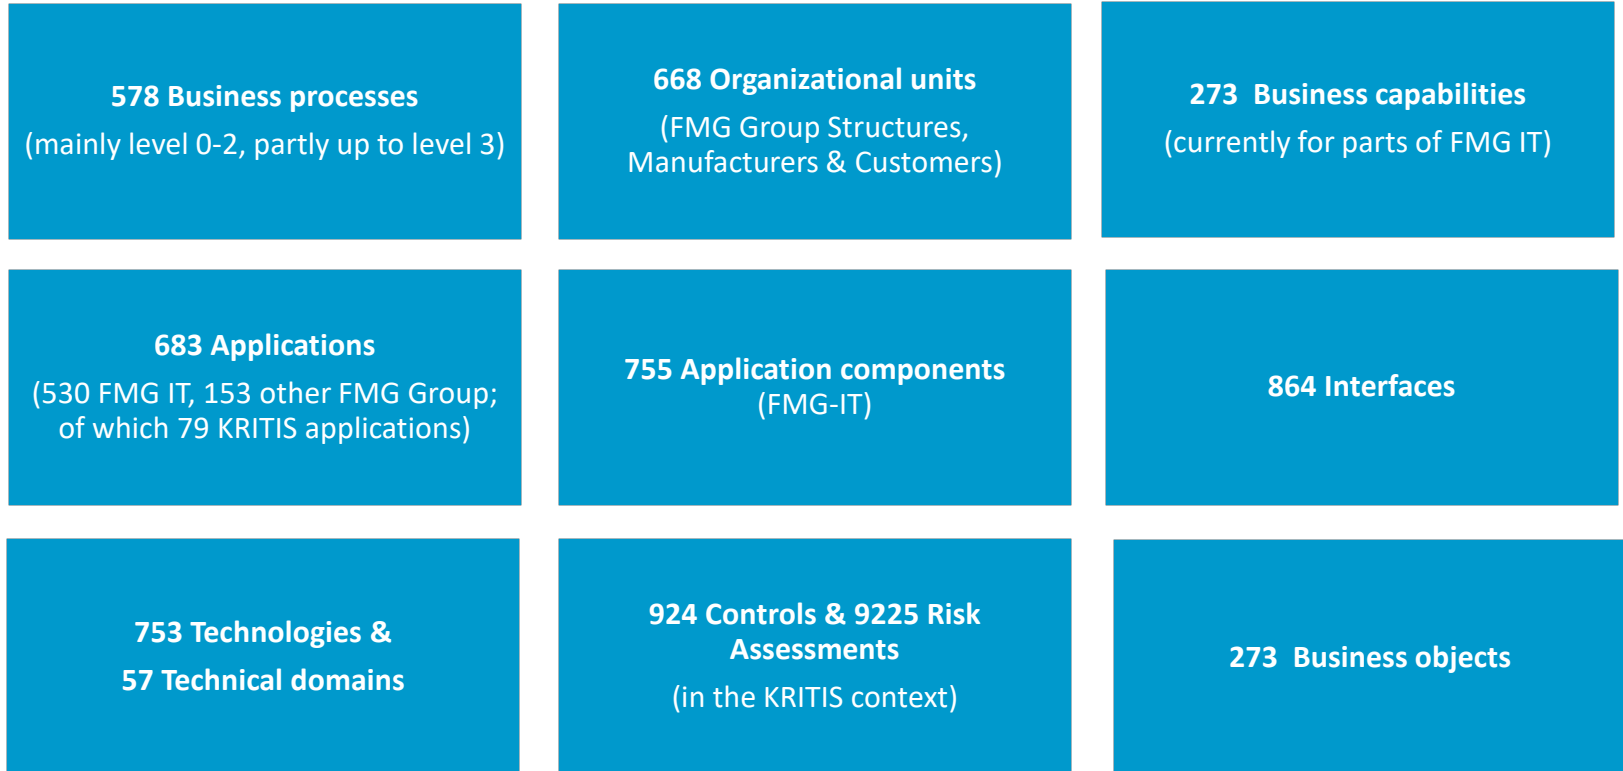 578 Business processes
(mainly level 0-2, partly up to level 3)
668 Organizational units
(FMG Group Structures,
Manufacturers & Customers)
273  Business capabilities
(currently for parts of FMG IT)
683 Applications
(530 FMG IT, 153 other FMG Group;
of which 79 KRITIS applications)
755 Application components
(FMG-IT)
864 Interfaces
753 Technologies &
57 Technical domains
924 Controls & 9225 Risk
Assessments
(in the KRITIS context)
273  Business objects